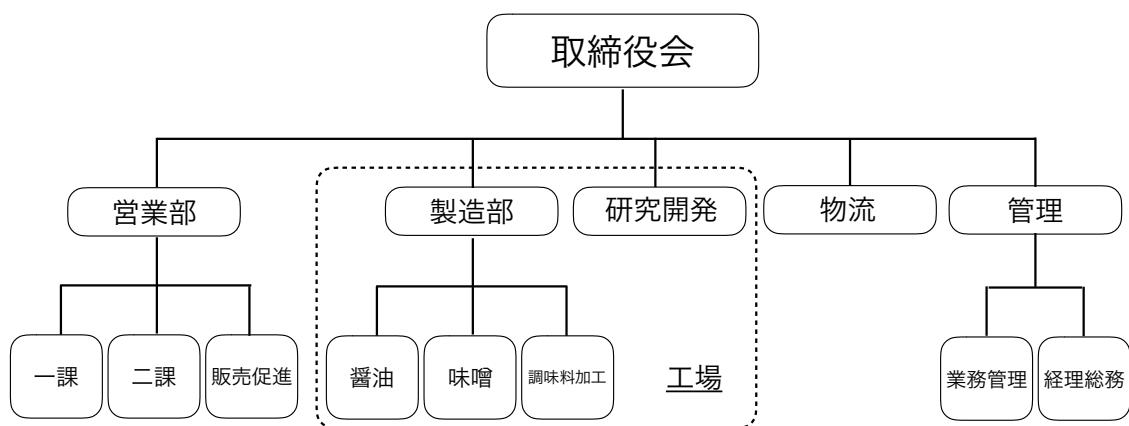 取締役会
営業部
製造部
研究開発
物流
管理
一課
二課
販売促進
醤油
味噌
調味料加工
工場
業務管理
経理総務